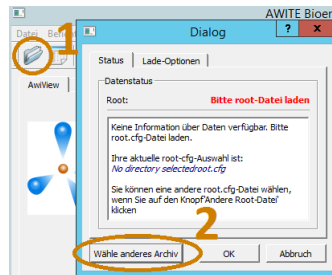 AWITE Bioer
Datei
1
Dialog
?
x
Status
Lade-Optionen
AwiView
Datenstatus
Root:
Bitte root-Datei laden
Keine Information über Daten verfügbar. Bitte
root.cfg-Datei laden.
Ihre aktuelle root-cfg-Auswahl ist:
No directory selectedroot.cfg
Sie können eine andere root.cfg-Datei wählen,
wenn Sie auf den Knopf'Andere Root-Datei'
klicken
2
Wähle anderes Archiv
OK
Abbruch